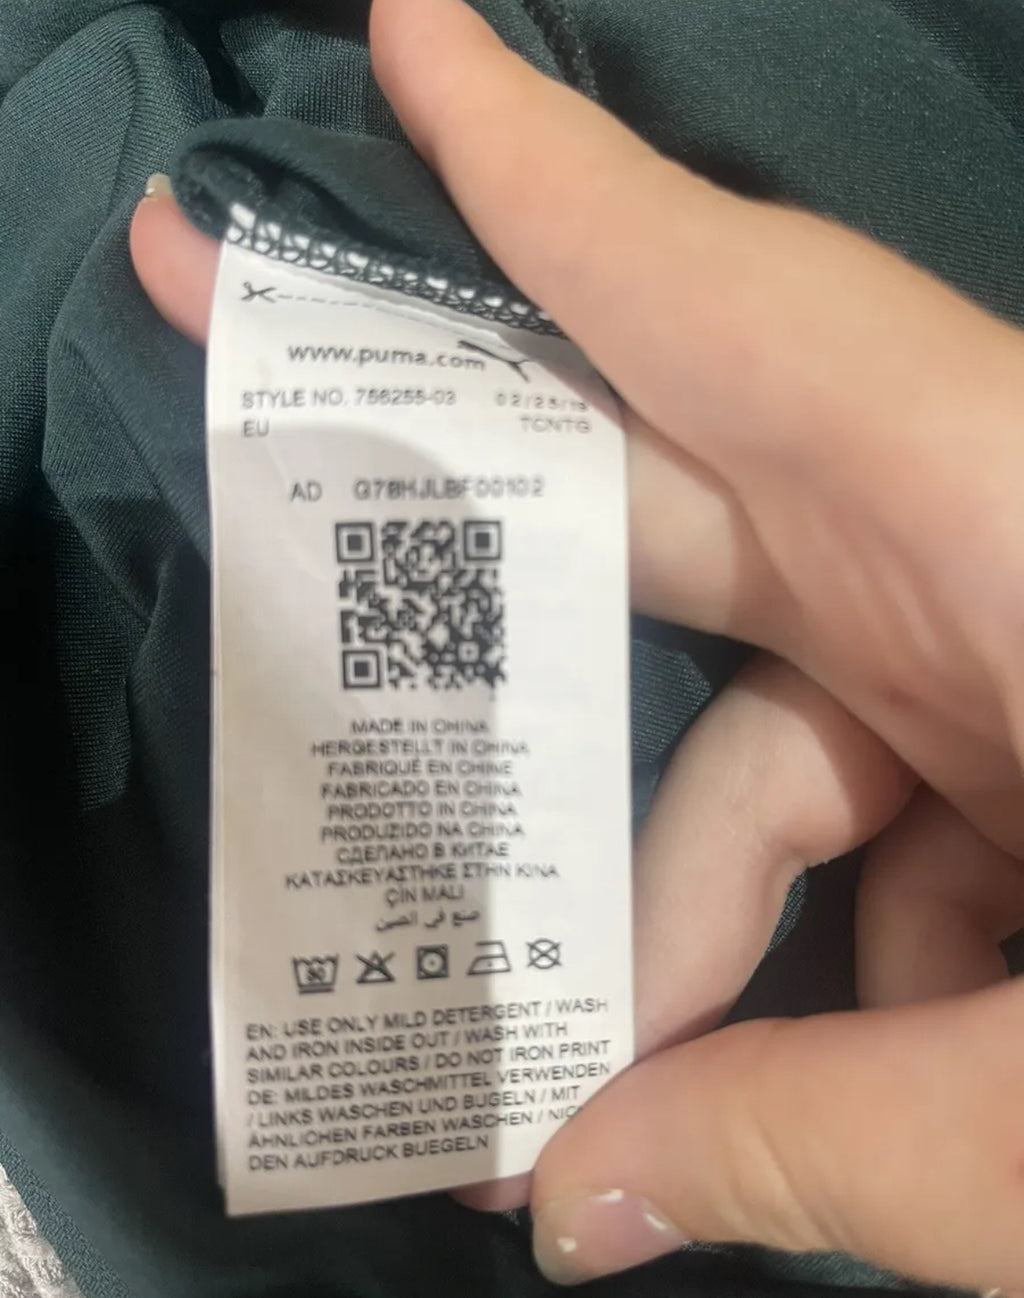 www.puma.com
STYLE NO. 756255-03
EU
TCNTG
AD
MADE IN CHINA
HERGESTELLT IN CHINA
FABRIQUÉ EN CHINE
FABRICADO EN CHINA
PRODOTTO IN CHINA
PRODUZIDO NA CHINA
СДЕЛАНО В КИТАЕ
ΚΑΤΑΣΚΕΥΑΣΤΗΚΕ ΣΤΗΝ ΚΙΝΑ
ÇİN MALI
صنع في الصين
EN: USE ONLY MILD DETERGENT / WASH
AND IRON INSIDE OUT / WASH WITH
SIMILAR COLOURS / DO NOT IRON PRINT
DE: MILDES WASCHMITTEL VERWENDEN
/ LINKS WASCHEN UND BUGELN / MIT
ÄHNLICHEN FARBEN WASCHEN /
DEN AUFDRUCK BUEGELN